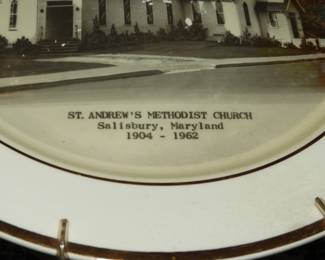 ST. ANDREW'S METHODIST CHURCH
Salisbury, Maryland
1904 - 1962